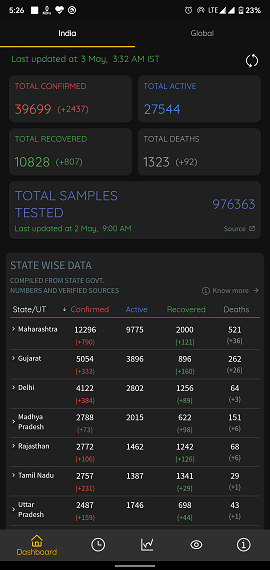 5:26
LTE 23%
India Global
Last updated at: 3 May, 3:32 AM IST
TOTAL CONFIRMED TOTAL ACTIVE
39699 (+2437) 27544
TOTAL RECOVERED TOTAL DEATHS
10828 (+807) 1323 (+92)
TOTAL SAMPLES
TESTED
976363
Last updated at 2 May, 9:00 AM
Source
STATE WISE DATA
COMPILED FROM STATE GOVT.
NUMBERS AND VERIFIED SOURCES
Know more
State/UT Confirmed Active Recovered Deaths
Maharashtra 12296 9775 2000 521
(+790) (+121) (+36)
Gujarat 5054 3896 896 262
(+333) (+160) (+26)
Delhi 4122 2802 1256 64
(+384) (+89) (+3)
Madhya
Pradesh
2788 2015 622 151
(+73) (+98) (+6)
Rajasthan 2772 1462 1242 68
(+106) (+126) (+6)
Tamil Nadu 2757 1387 1341 29
(+231) (+29) (+1)
Uttar
Pradesh
2487 1746 698 43
(+159) (+44) (+1)
Dashboard